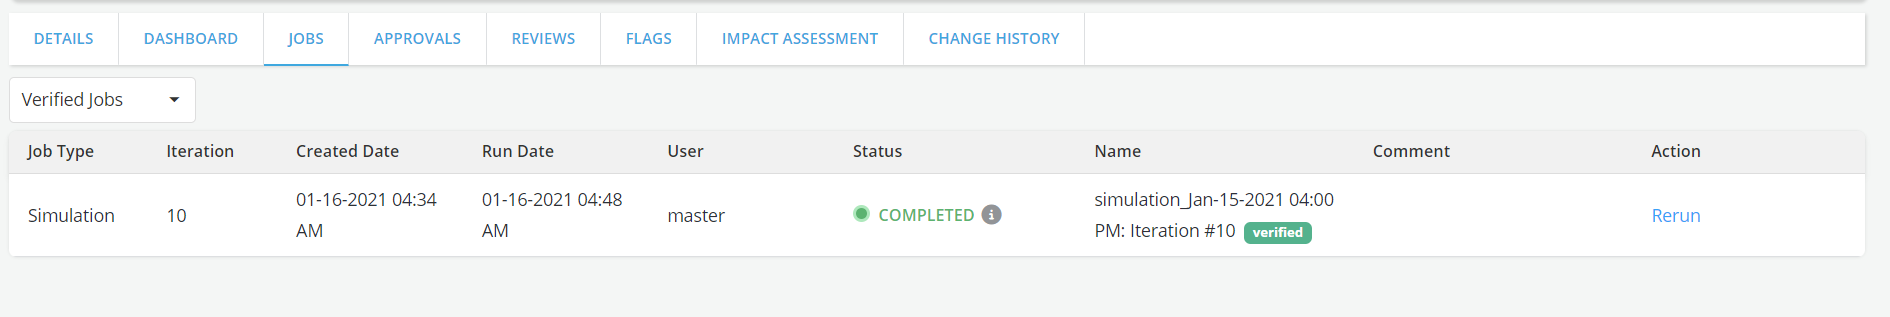 DETAILS DASHBOARD JOBS APPROVALS REVIEWS FLAGS IMPACT ASSESSMENT CHANGE HISTORY
Verified Jobs
Job Type Iteration Created Date Run Date User Status Name Comment Action
Simulation 10 01-16-2021 04:34 AM 01-16-2021 04:48 AM master COMPLETED simulation_Jan-15-2021 04:00 PM: Iteration #10 verified Rerun